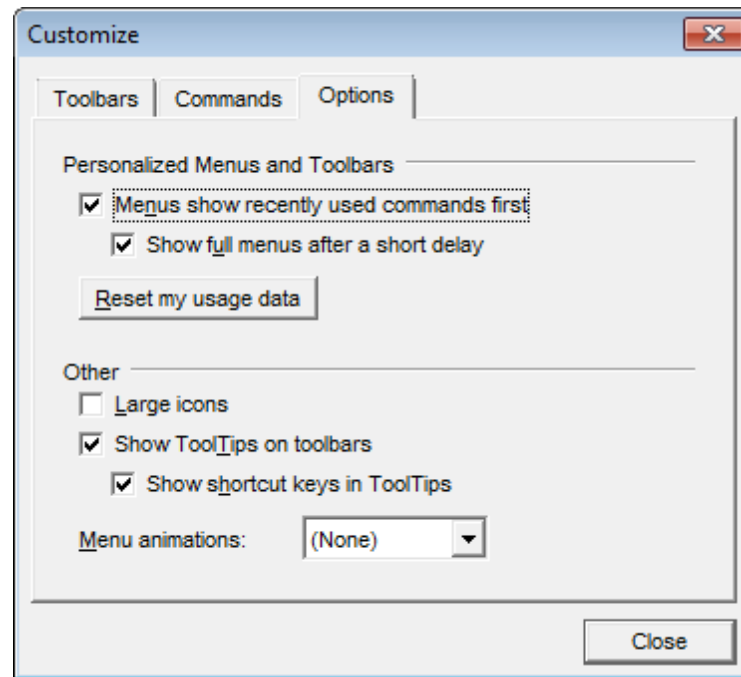 Customize
Toolbars Commands Options
Personalized Menus and Toolbars
Menus show recently used commands first
Show full menus after a short delay
Reset my usage data
Other
Large icons
Show ToolTips on toolbars
Show shortcut keys in ToolTips
Menu animations: (None)
Close